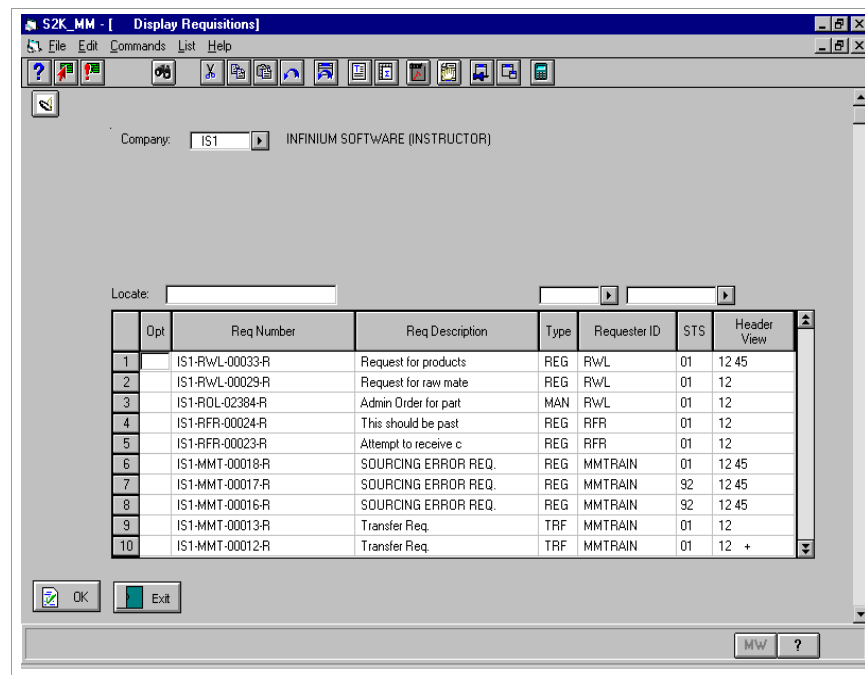 S2K_MM - [ Display Requisitions]
File Edit Commands List Help
Company: IS1 INFINIUM SOFTWARE (INSTRUCTOR)
Locate:
Opt Req Number Req Description Type Requester ID STS Header View
1 IS1-RWL-00033-R Request for products REG RWL 01 12 45
2 IS1-RWL-00029-R Request for raw mate REG RWL 01 12
3 IS1-ROL-02384-R Admin Order for part MAN RWL 01 12
4 IS1-RFR-00024-R This should be past REG RFR 01 12
5 IS1-RFR-00023-R Attempt to receive c REG RFR 01 12
6 IS1-MMT-00018-R SOURCING ERROR REQ. REG MMTRAIN 01 12 45
7 IS1-MMT-00017-R SOURCING ERROR REQ. REG MMTRAIN 92 12 45
8 IS1-MMT-00016-R SOURCING ERROR REQ. REG MMTRAIN 92 12 45
9 IS1-MMT-00013-R Transfer Req. TRF MMTRAIN 01 12
10 IS1-MMT-00012-R Transfer Req. TRF MMTRAIN 01 12 +
OK Exit
MW ?